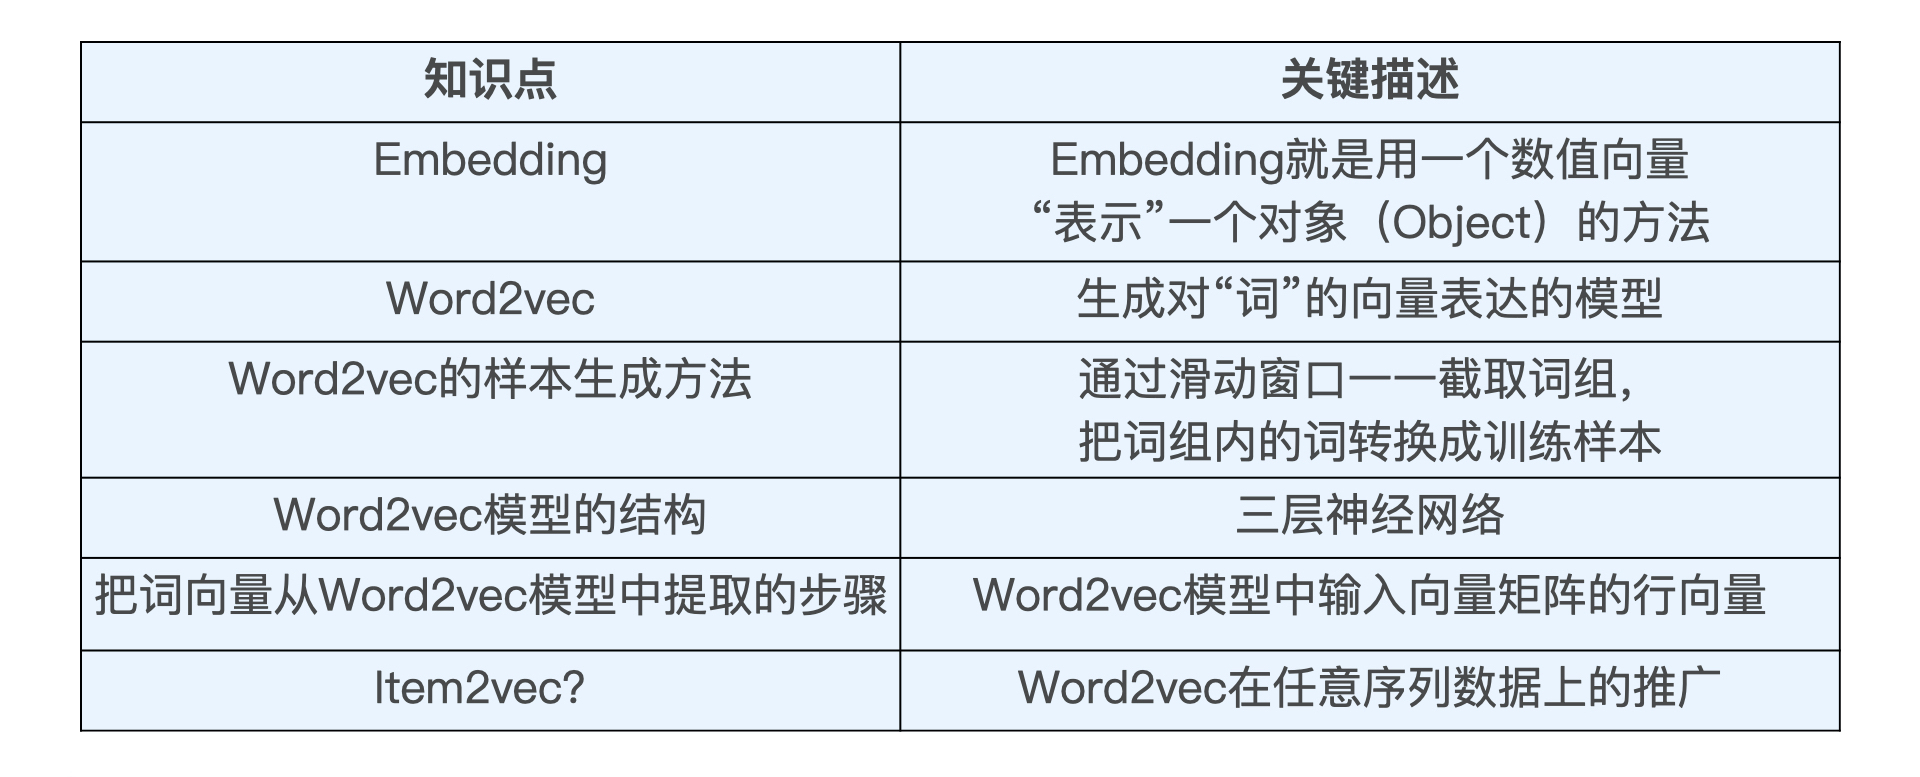 知识点
关键描述
Embedding
Embedding就是用一个数值向量
“表示”一个对象（Object）的方法
Word2vec
生成对“词”的向量表达的模型
Word2vec的样本生成方法
通过滑动窗口一一截取词组，
把词组内的词转换成训练样本
Word2vec模型的结构
三层神经网络
把词向量从Word2vec模型中提取的步骤
Word2vec模型中输入向量矩阵的行向量
Item2vec?
Word2vec在任意序列数据上的推广